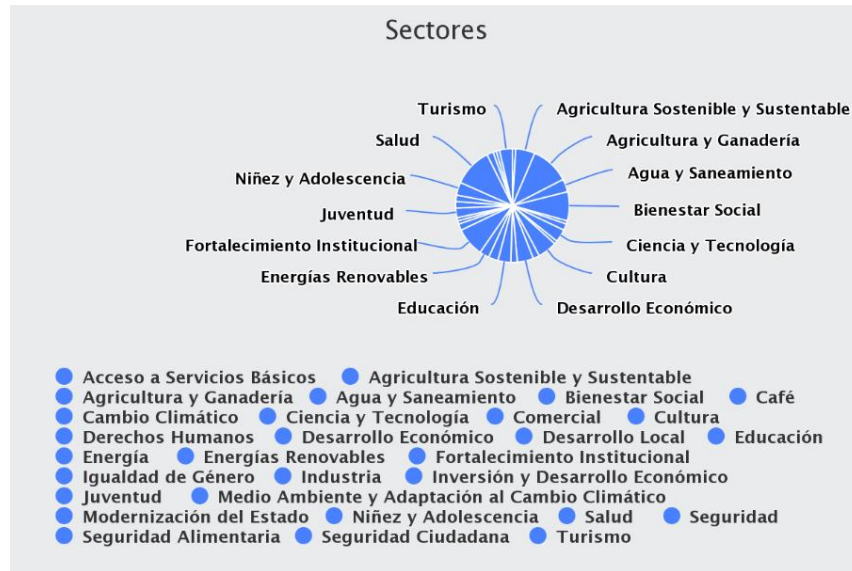 Sectores
Turismo
Agricultura Sostenible y Sustentable
Salud
Agricultura y Ganadería
Niñez y Adolescencia
Agua y Saneamiento
Juventud
Bienestar Social
Fortalecimiento Institucional
Ciencia y Tecnología
Energías Renovables
Cultura
Educación
Desarrollo Económico
Acceso a Servicios Básicos Agricultura Sostenible y Sustentable
Agricultura y Ganadería Agua y Saneamiento Bienestar Social Café
Cambio Climático Ciencia y Tecnología Comercial Cultura
Derechos Humanos Desarrollo Económico Desarrollo Local Educación
Energía Energías Renovables Fortalecimiento Institucional
Igualdad de Género Industria Inversión y Desarrollo Económico
Juventud Medio Ambiente y Adaptación al Cambio Climático
Modernización del Estado Niñez y Adolescencia Salud Seguridad
Seguridad Alimentaria Seguridad Ciudadana Turismo